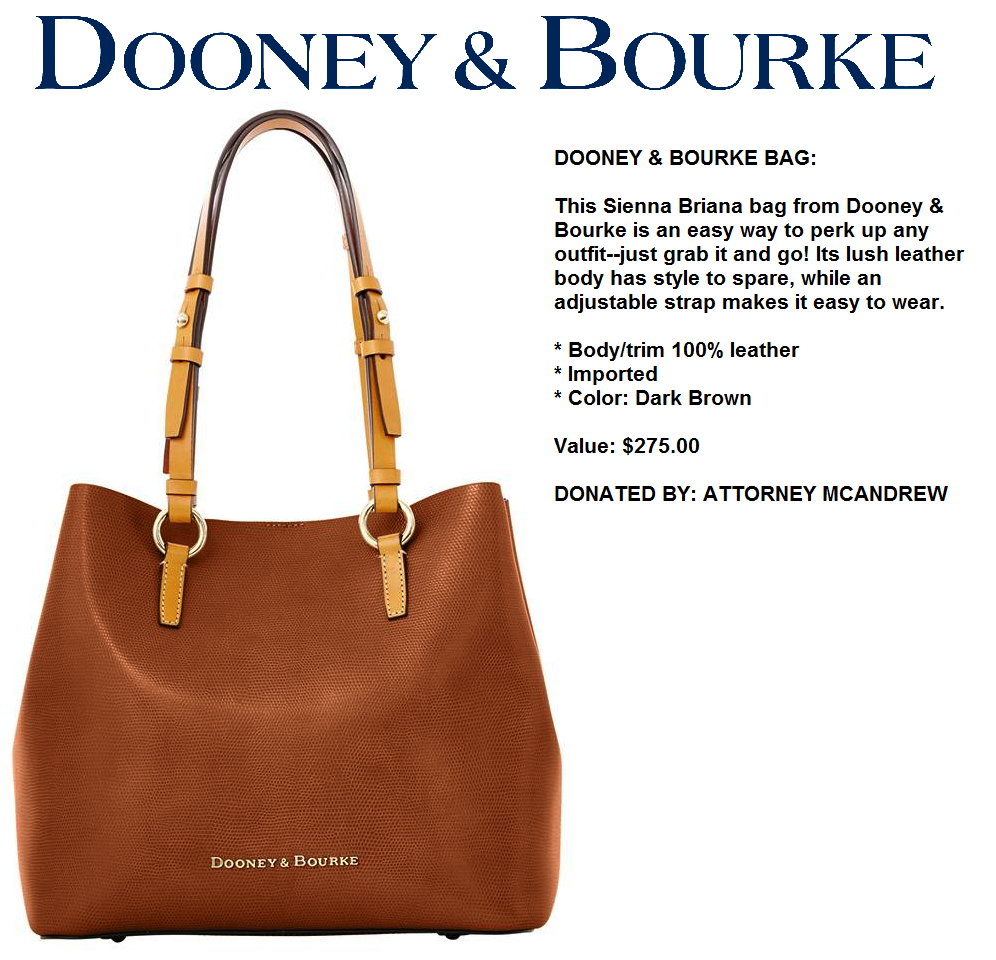 DOONEY & BOURKE
DOONEY & BOURKE BAG:
This Sienna Briana bag from Dooney &
Bourke is an easy way to perk up any
outfit--just grab it and go! Its lush leather
body has style to spare, while an
adjustable strap makes it easy to wear.
* Body/trim 100% leather
* Imported
* Color: Dark Brown
Value: $275.00
DONATED BY: ATTORNEY MCANDREW
DOONEY & BOURKE